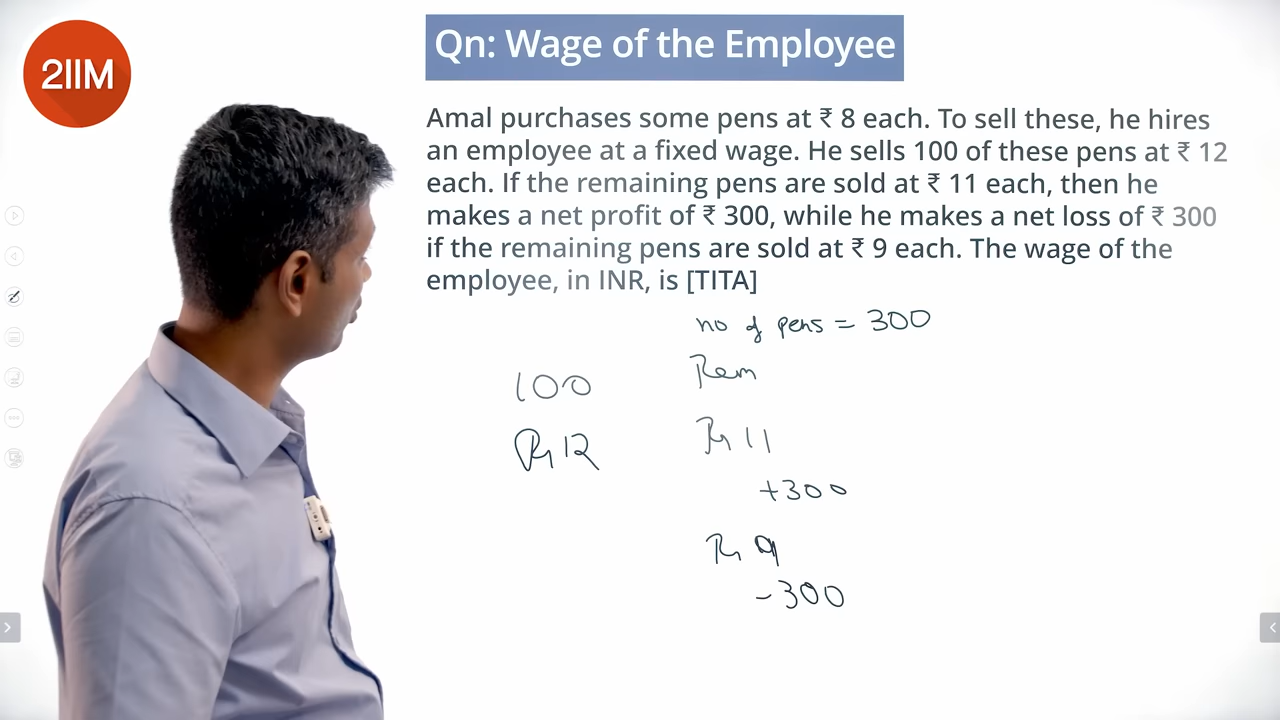 2IIM
Qn: Wage of the Employee
Amal purchases some pens at ₹ 8 each. To sell these, he hires
an employee at a fixed wage. He sells 100 of these pens at ₹ 12
each. If the remaining pens are sold at ₹ 11 each, then he
makes a net profit of ₹ 300, while he makes a net loss of ₹ 300
if the remaining pens are sold at ₹ 9 each. The wage of the
employee, in INR, is [TITA]
no of pens = 300
100
Rem
Rs 12
Rs 11
+300
Rs 9
-300